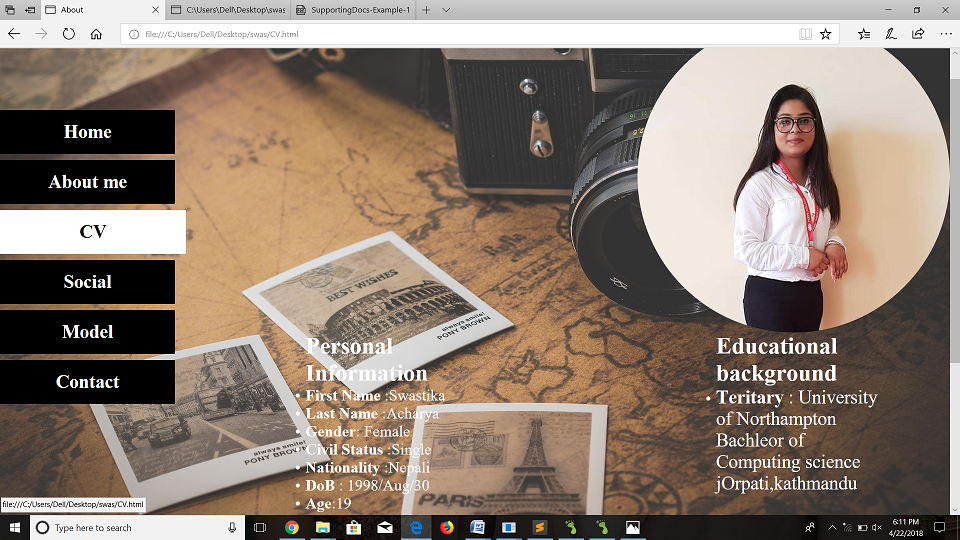 About
C:\Users\Dell\Desktop\swas
SupportingDocs-Example-1
file:///C:/Users/Dell/Desktop/swas/CV.html
Home
About me
CV
Social
Model
Contact
BEST WISHES
always smile!
PONY BROWN
always smile!
PONY BROWN
PARIS
Personal
Information
• First Name :Swastika
• Last Name :Acharya
• Gender: Female
• Civil Status :Single
• Nationality :Nepali
• DoB : 1998/Aug/30
• Age:19
Educational
background
• Teritary : University
of Northampton
Bachleor of
Computing science
jOrpati,kathmandu
file:///C:/Users/Dell/Desktop/swas/CV.html
Type here to search
6:11 PM
4/22/2018